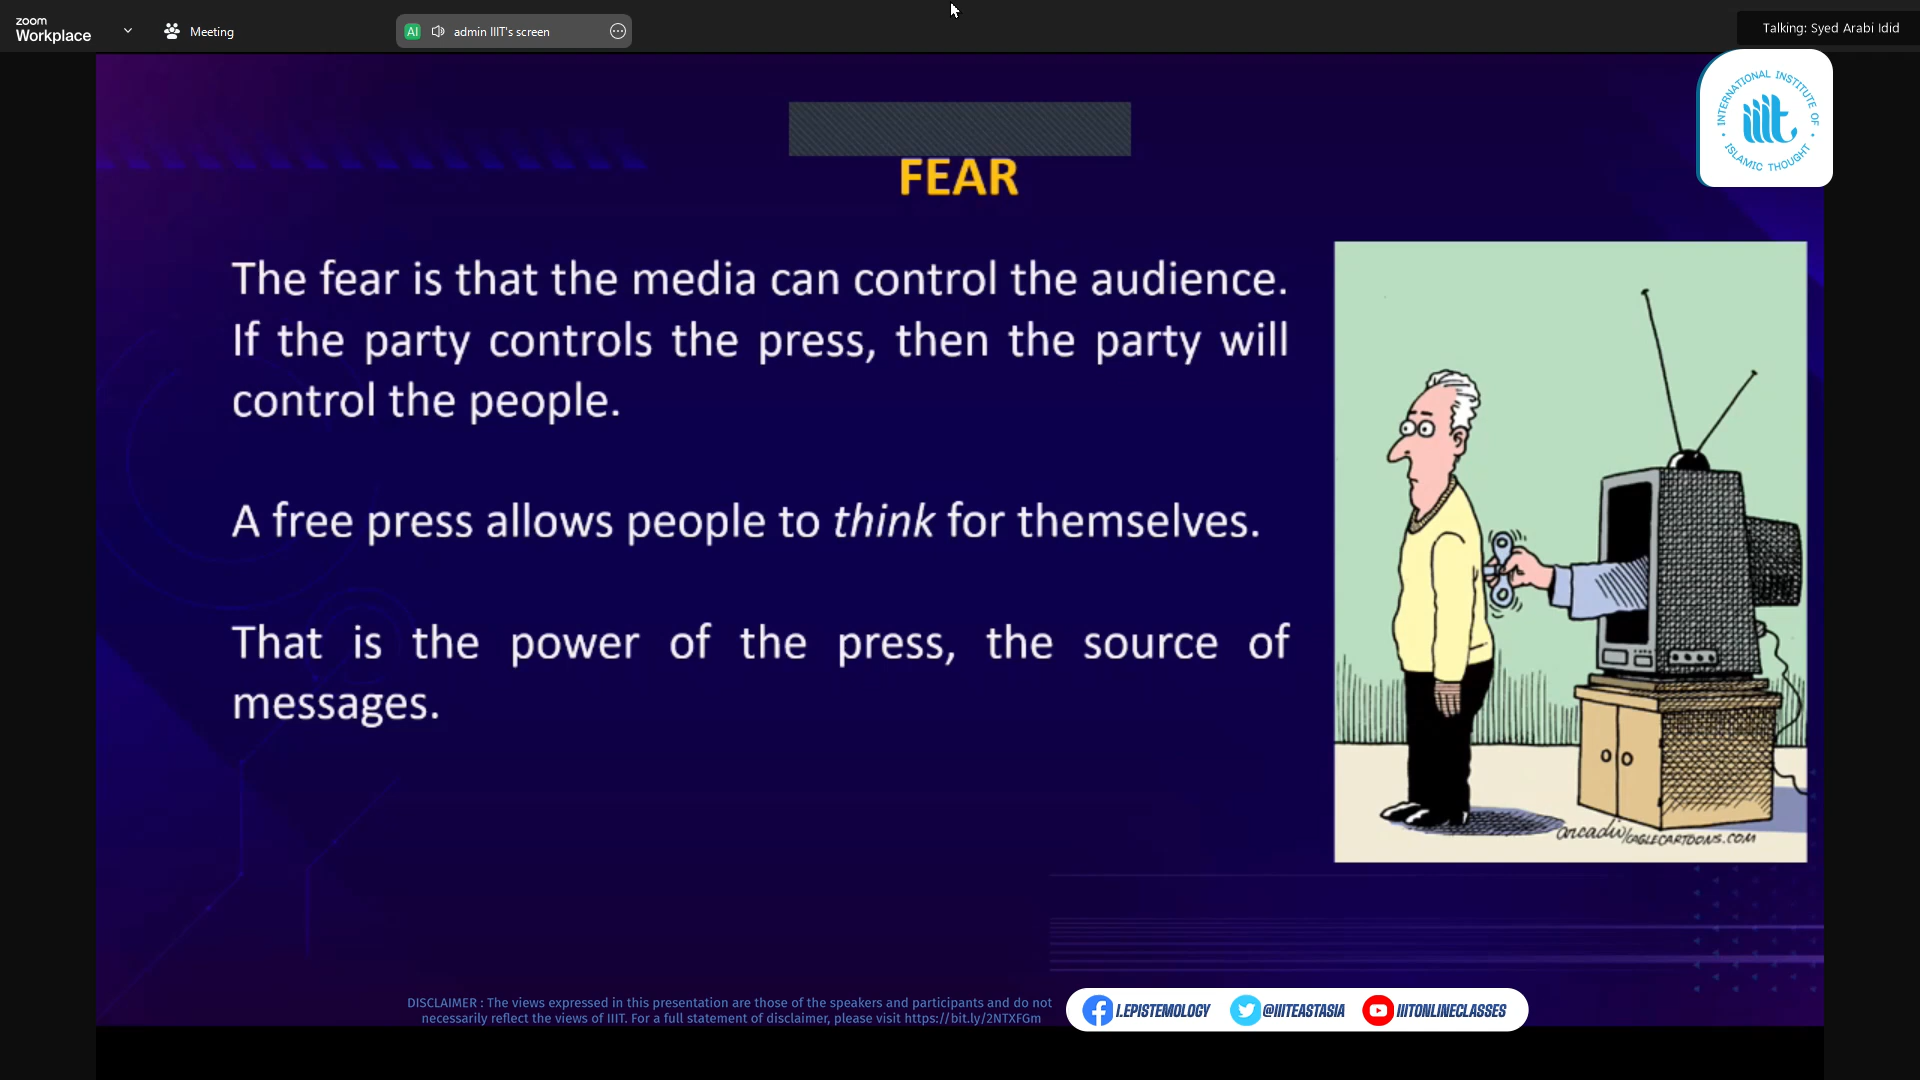 zoom
Workplace
Meeting
AI
admin IIIT's screen
Talking: Syed Arabi Idid
INTERNATIONAL INSTITUTE OF
ISLAMIC THOUGHT
iiit
FEAR
The fear is that the media can control the audience.
If the party controls the press, then the party will
control the people.
A free press allows people to think for themselves.
That is the power of the press, the source of
messages.
arcadio/CAGLECARTOONS.COM
DISCLAIMER : The views expressed in this presentation are those of the speakers and participants and do not
necessarily reflect the views of IIIT. For a full statement of disclaimer, please visit https://bit.ly/2NTXFGm
I.EPISTEMOLOGY
@IIITEASTASIA
IIITONLINECLASSES